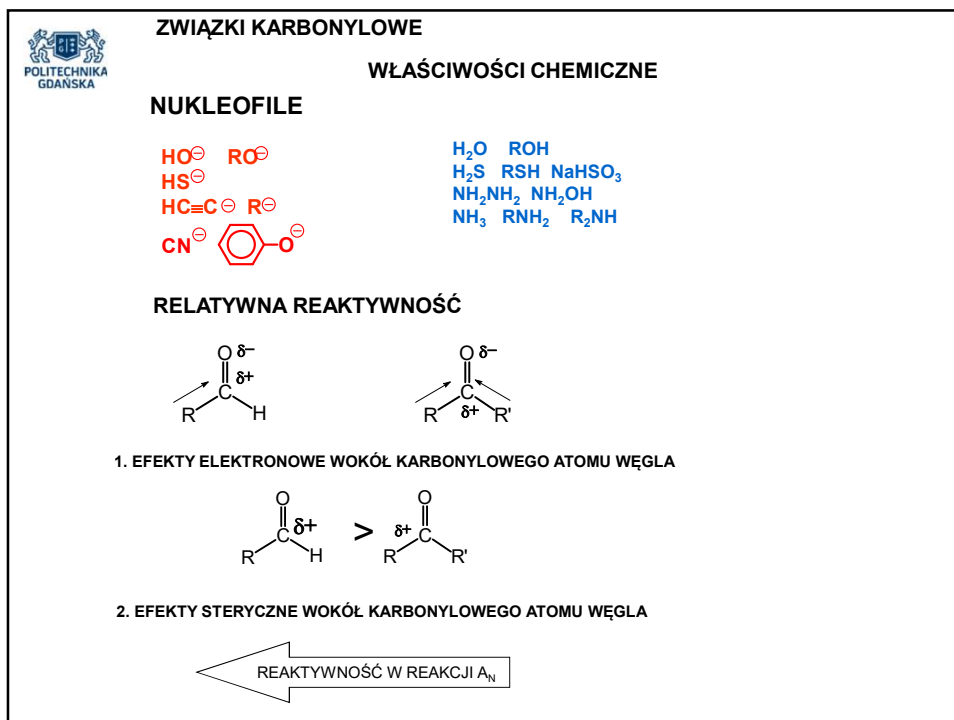 ZWIĄZKI KARBONYLOWE
POLITECHNIKA
GDAŃSKA
WŁAŚCIWOŚCI CHEMICZNE
NUKLEOFILE
HO⊖ RO⊖
HS⊖
HC≡C⊖ R⊖
CN⊖ O⊖
H₂O ROH
H₂S RSH NaHSO₃
NH₂NH₂ NH₂OH
NH₃ RNH₂ R₂NH
RELATYWNA REAKTYWNOŚĆ
O δ−
δ+
C
R H
O δ−
C
δ+
R R'
1. EFEKTY ELEKTRONOWE WOKÓŁ KARBONYLOWEGO ATOMU WĘGLA
O
C δ+
R H
>
O
δ+ C
R R'
2. EFEKTY STERYCZNE WOKÓŁ KARBONYLOWEGO ATOMU WĘGLA
REAKTYWNOŚĆ W REAKCJI A_N